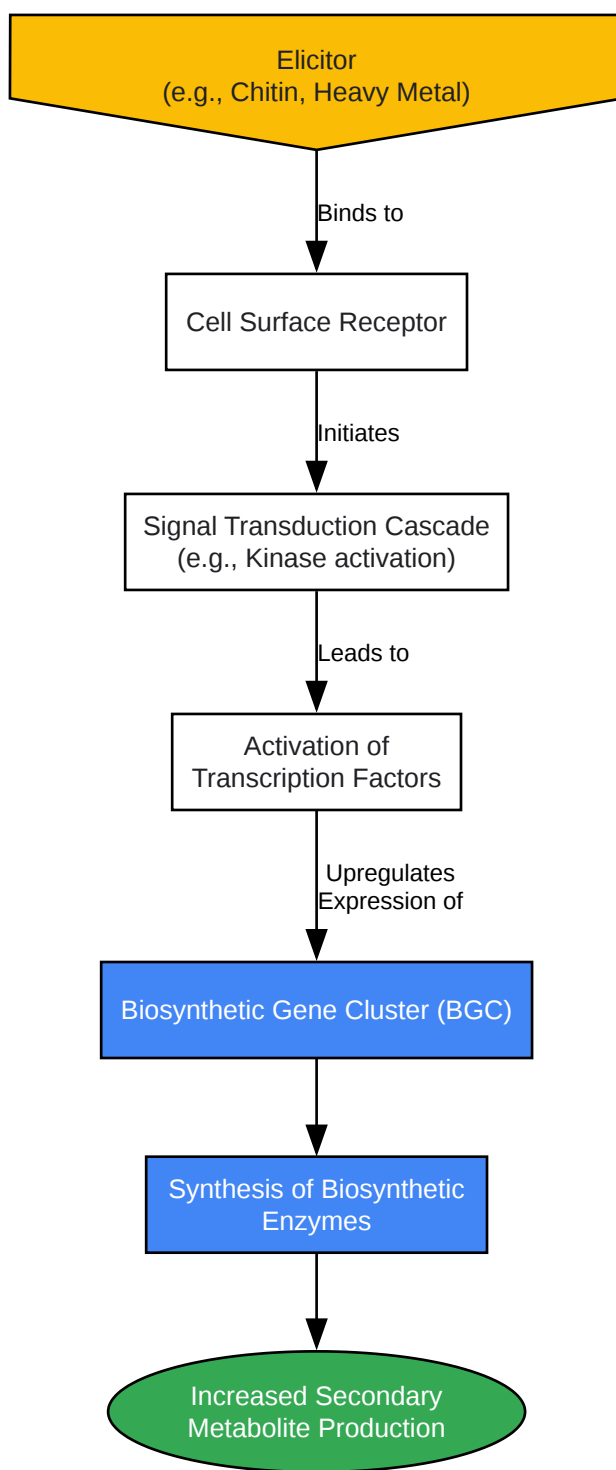 Elicitor
(e.g., Chitin, Heavy Metal)
Binds to
Cell Surface Receptor
Initiates
Signal Transduction Cascade
(e.g., Kinase activation)
Leads to
Activation of
Transcription Factors
Upregulates
Expression of
Biosynthetic Gene Cluster (BGC)
Synthesis of Biosynthetic
Enzymes
Increased Secondary
Metabolite Production